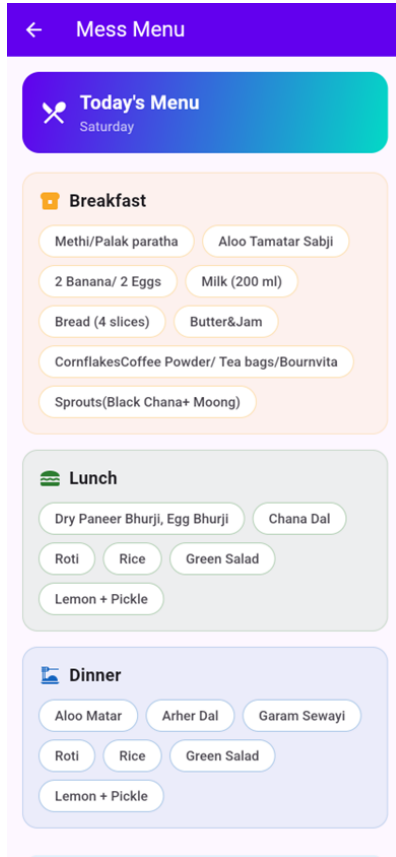 Mess Menu
Today's Menu
Saturday
Breakfast
Methi/Palak paratha Aloo Tamatar Sabji
2 Banana/ 2 Eggs Milk (200 ml)
Bread (4 slices) Butter&Jam
CornflakesCoffee Powder/ Tea bags/Bournvita
Sprouts(Black Chana+ Moong)
Lunch
Dry Paneer Bhurji, Egg Bhurji Chana Dal
Roti Rice Green Salad
Lemon + Pickle
Dinner
Aloo Matar Arher Dal Garam Sewayi
Roti Rice Green Salad
Lemon + Pickle